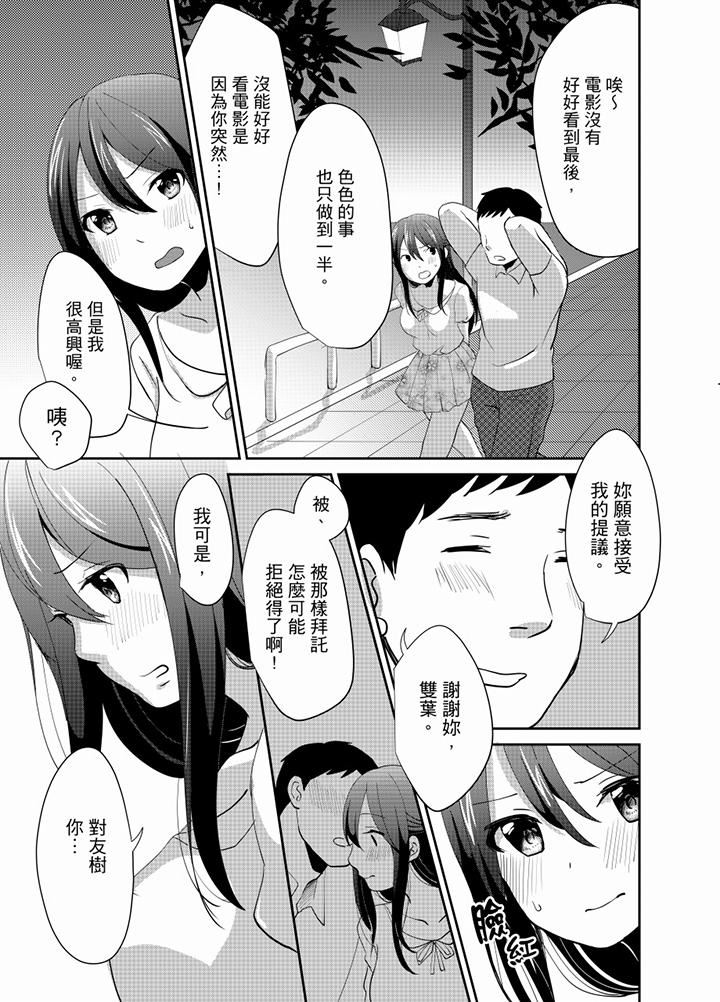 唉～
電影沒有
好好看到最後，
色色的事
也只做到一半。
沒能好好
看電影是
因為你突然…！
但是我
很高興喔。
咦？
妳願意接受
我的提議。
謝謝妳，
雙葉。
臉紅
被、
被那樣拜託
怎麼可能
拒絕得了啊！
我可是，
對友樹
你…